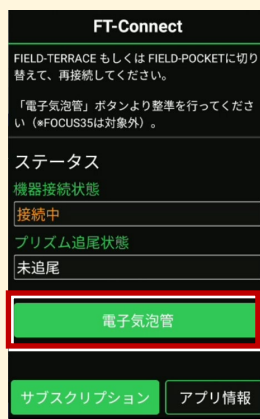 FT-Connect
FIELD-TERRACE もしくは FIELD-POCKETに切り
替えて、再接続してください。
「電子気泡管」ボタンより整準を行ってくださ
い（※FOCUS35は対象外）。
ステータス
機器接続状態
接続中
プリズム追尾状態
未追尾
電子気泡管
サブスクリプション
アプリ情報